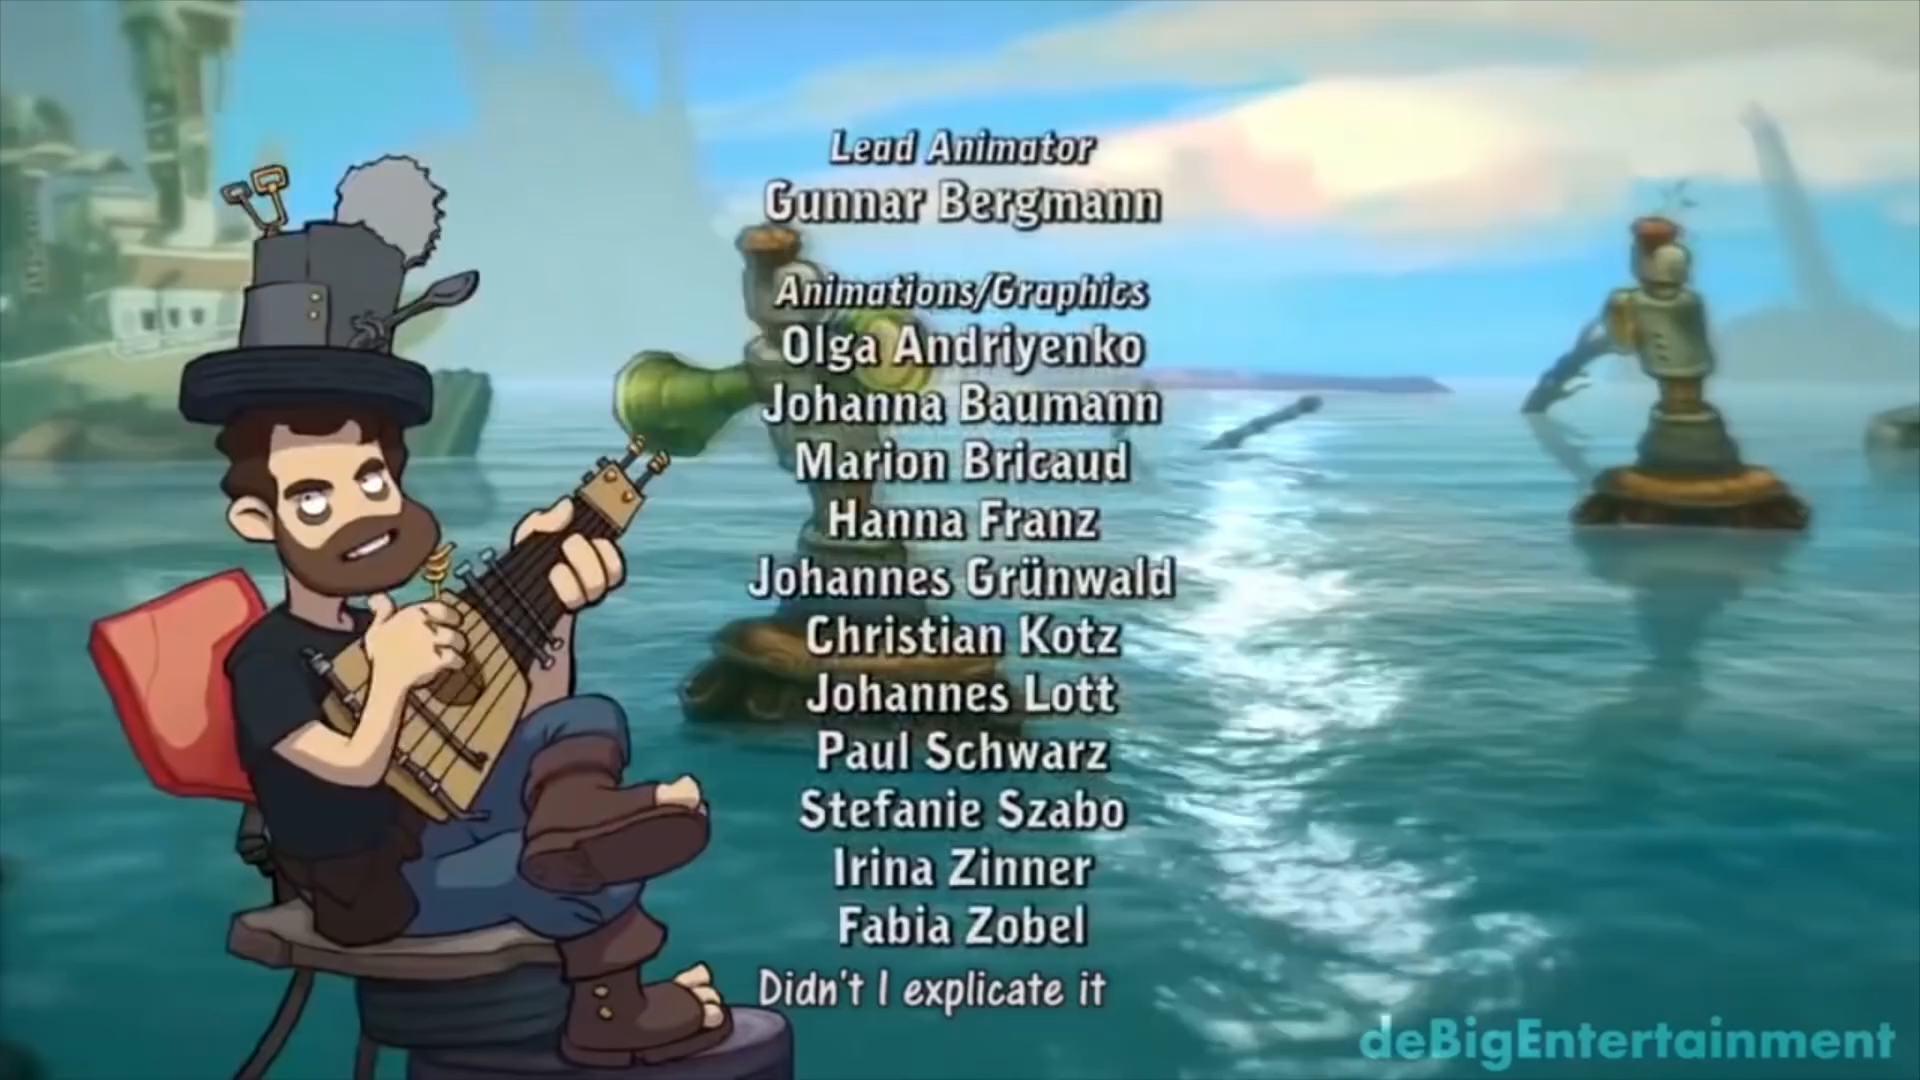 Lead Animator
Gunnar Bergmann
Animations/Graphics
Olga Andriyenko
Johanna Baumann
Marion Bricaud
Hanna Franz
Johannes Grünwald
Christian Kotz
Johannes Lott
Paul Schwarz
Stefanie Szabo
Irina Zinner
Fabia Zobel
Didn't I explicate it
deBigEntertainment